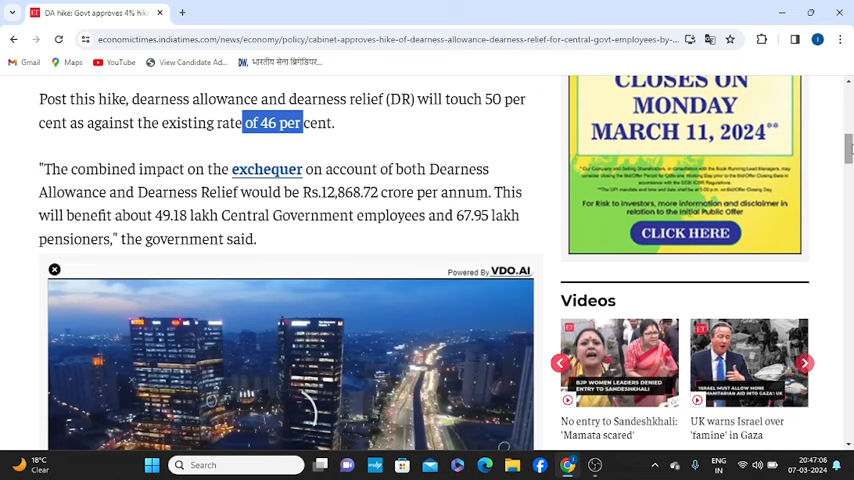 DA hike: Govt approves 4% hike
economictimes.indiatimes.com/news/economy/policy/cabinet-approves-hike-of-dearness-allowance-dearness-relief-for-central-govt-employees-by-...
Gmail
Maps
YouTube
View Candidate Ad...
भारतीय सेना ब्रिगेडियर...
Post this hike, dearness allowance and dearness relief (DR) will touch 50 per
cent as against the existing rate of 46 per cent.
"The combined impact on the exchequer on account of both Dearness
Allowance and Dearness Relief would be Rs.12,868.72 crore per annum. This
will benefit about 49.18 lakh Central Government employees and 67.95 lakh
pensioners," the government said.
Powered By VDO.AI
CLOSES ON
MONDAY
MARCH 11, 2024**
For Risk to Investors, more information and disclaimer in
relation to the Initial Public Offer
CLICK HERE
Videos
ET
BJP WOMEN LEADERS DENIED
ENTRY TO SANDESHKHALI
ET
ISRAEL MUST ALLOW MORE
HUMANITARIAN AID INTO GAZA: UK
No entry to Sandeshkhali:
'Mamata scared'
UK warns Israel over
'famine' in Gaza
18°C
Clear
Search
ENG
IN
20:47:06
07-03-2024